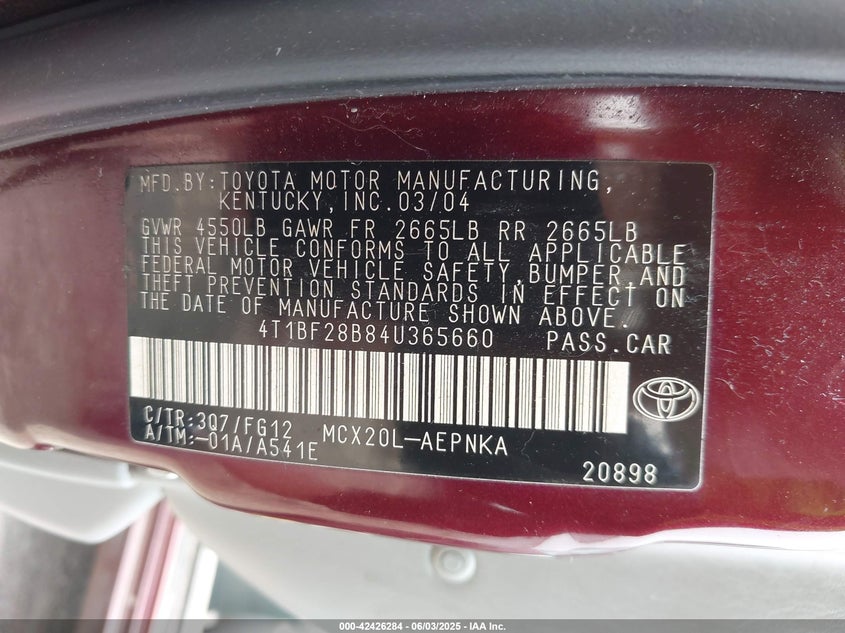 MFD.BY:TOYOTA MOTOR MANUFACTURING,
KENTUCKY,INC.03/04
GVWR 4550LB GAWR FR 2665LB RR 2665LB
THIS VEHICLE CONFORMS TO ALL APPLICABLE
FEDERAL MOTOR VEHICLE SAFETY,BUMPER,AND
THEFT PREVENTION STANDARDS IN EFFECT ON
THE DATE OF MANUFACTURE SHOWN ABOVE.
4T1BF28B84U365660 PASS.CAR
C/TR:3Q7/FG12 MCX20L-AEPNKA
A/TM:-01A/A541E
20898
000-42426284 | 06/03/2025 - IAA Inc.